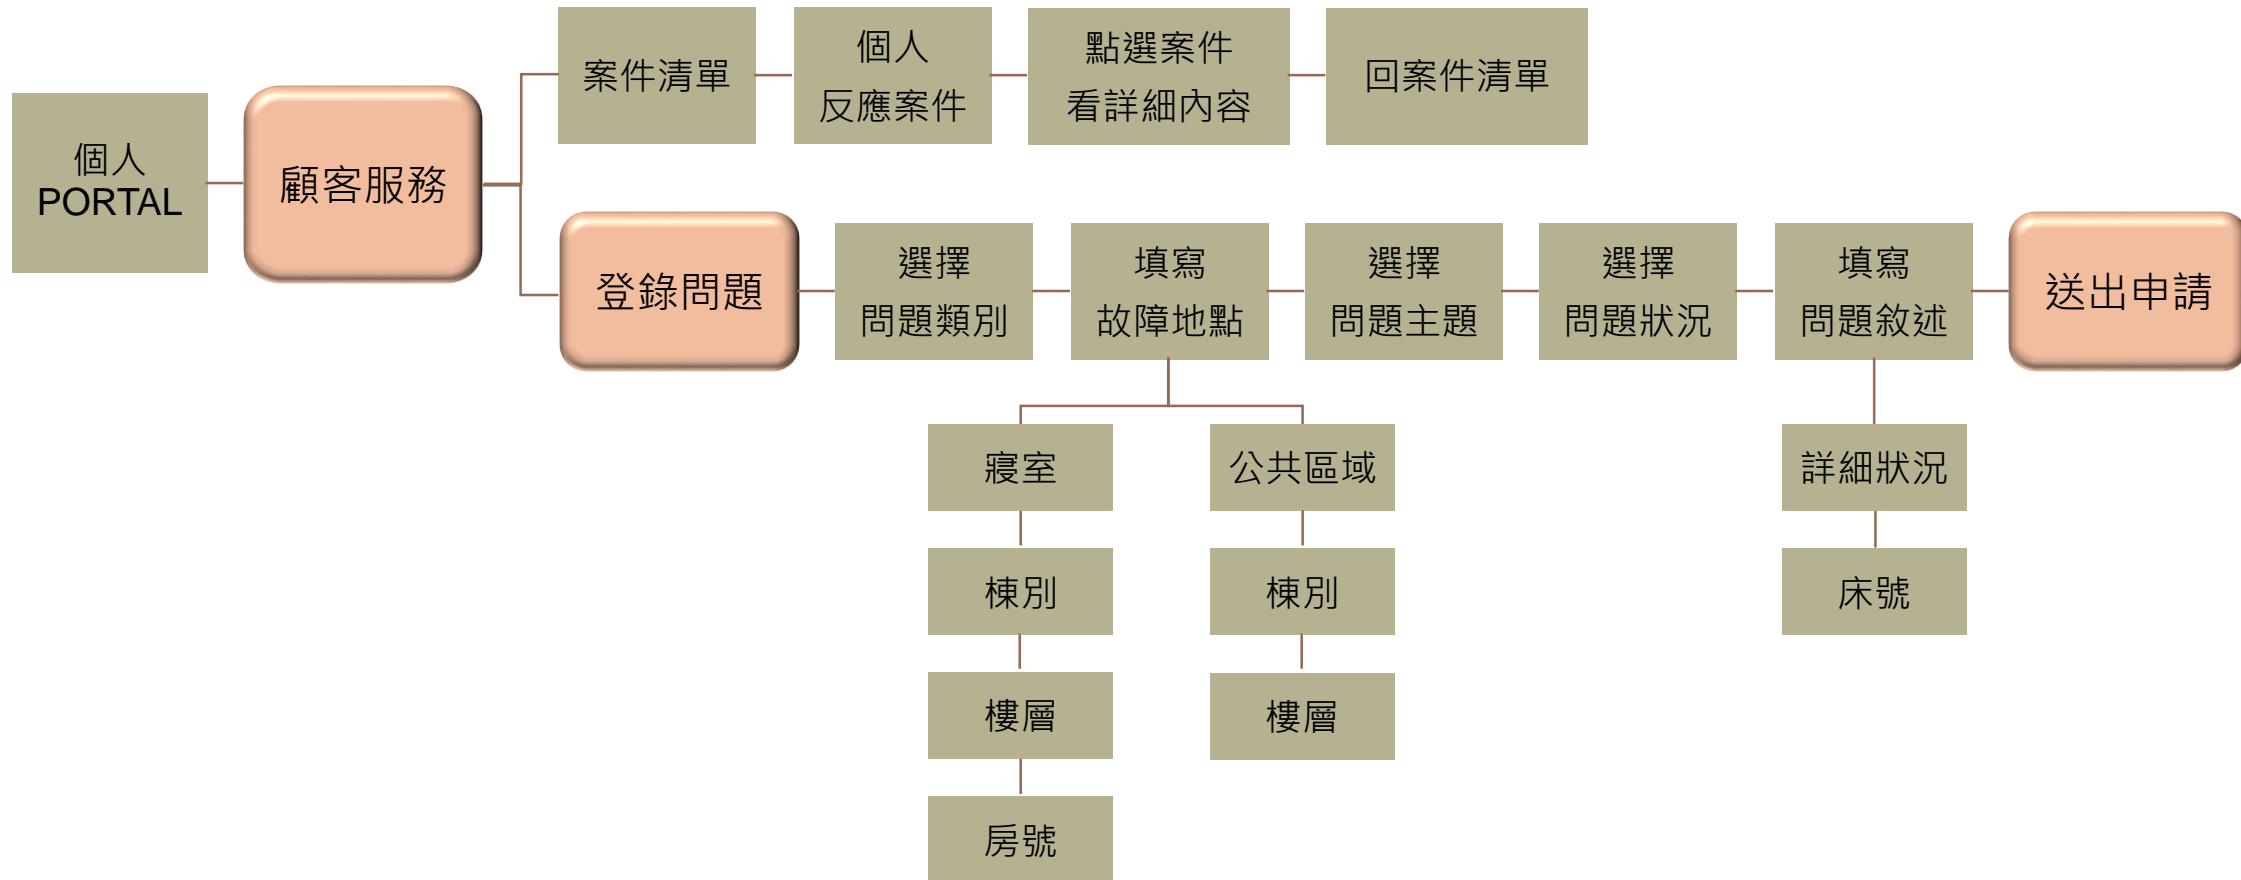 個人
PORTAL
顧客服務
案件清單
個人
反應案件
點選案件
看詳細內容
回案件清單
登錄問題
選擇
問題類別
填寫
故障地點
選擇
問題主題
選擇
問題狀況
填寫
問題敘述
送出申請
寢室
公共區域
詳細狀況
棟別
棟別
床號
樓層
樓層
房號